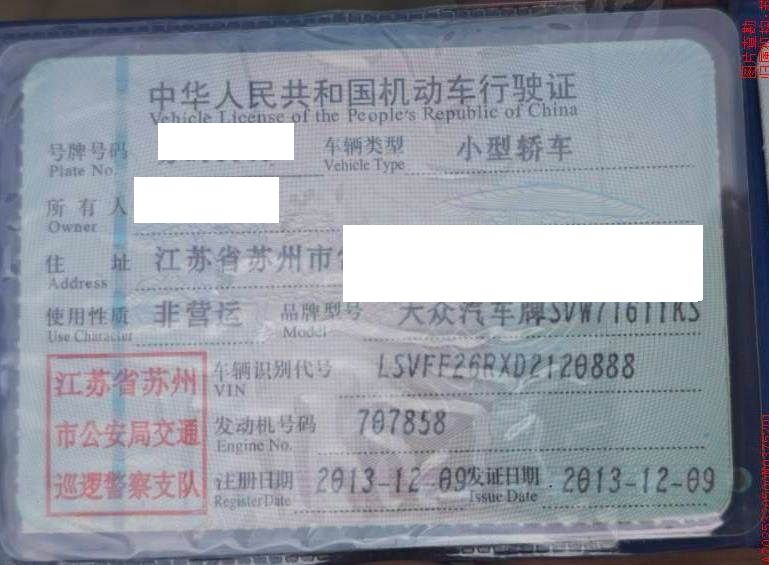 中华人民共和国机动车行驶证
Vehicle License of the People's Republic of China
号牌号码 车辆类型 小型轿车
Plate No. Vehicle Type
所有人
Owner
住址 江苏省苏州市
Address
使用性质 非营运 品牌型号 大众汽车牌SVW71611KS
Use Character Model
江苏省苏州 车辆识别代号 LSVFF26RXD2120888
VIN
市公安局交通 发动机号码 707858
Engine No.
巡逻警察支队 注册日期 2013-12-09 发证日期 2013-12-09
Register Date Issue Date